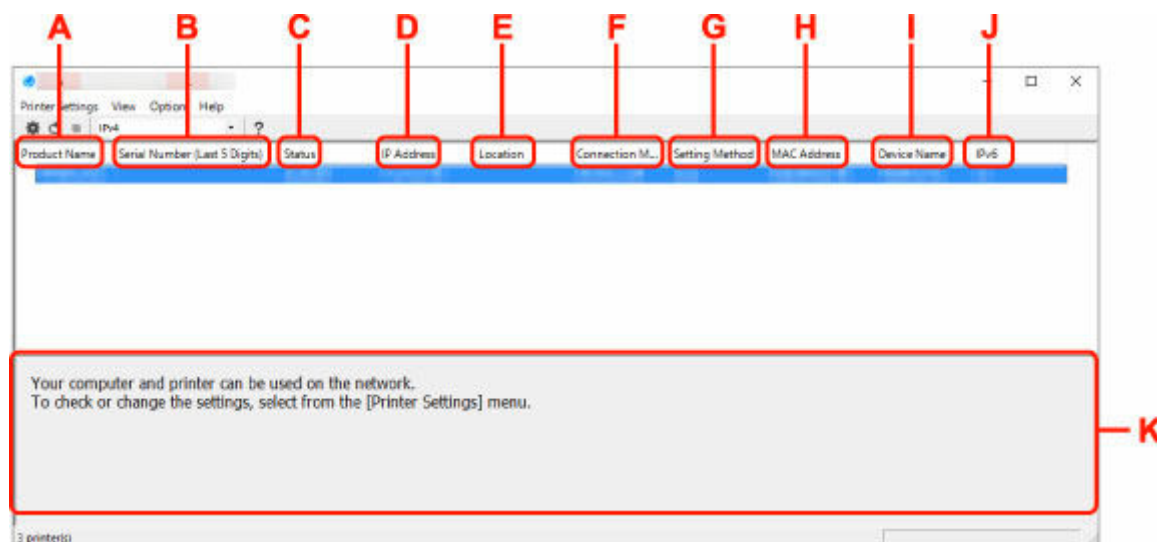 A B C D E F G H I J
Printer Settings View Option Help
IPv4 ?
Product Name Serial Number (Last 5 Digits) Status IP Address Location Connection M... Setting Method MAC Address Device Name IPv6
Your computer and printer can be used on the network.
To check or change the settings, select from the [Printer Settings] menu.
K
3 printer(s)